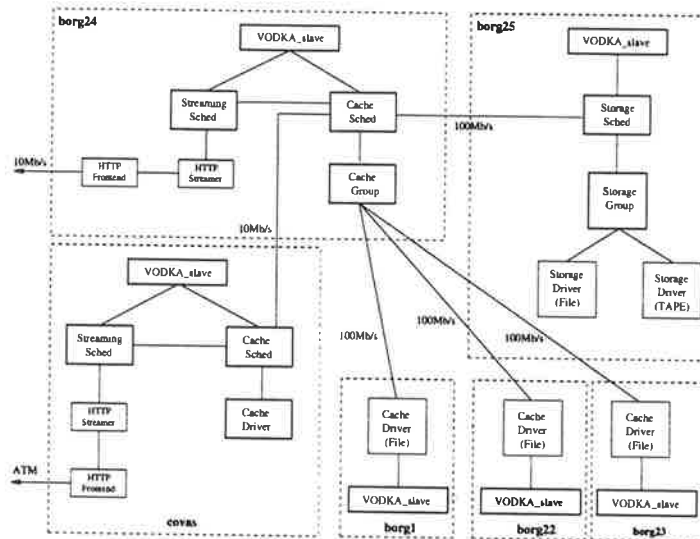 borg24
VODKA_slave
Streaming
Sched
Cache
Sched
10Mb/s
HTTP
Frontend
HTTP
Streamer
Cache
Group
100Mb/s
borg25
VODKA_slave
Storage
Sched
Storage
Group
Storage
Driver
(File)
Storage
Driver
(TAPE)
10Mb/s
VODKA_slave
Streaming
Sched
Cache
Sched
HTTP
Streamer
Cache
Driver
ATM
HTTP
Frontend
covas
100Mb/s
100Mb/s
100Mb/s
Cache
Driver
(File)
VODKA_slave
borg1
Cache
Driver
(File)
VODKA_slave
borg22
Cache
Driver
(File)
VODKA_slave
borg23